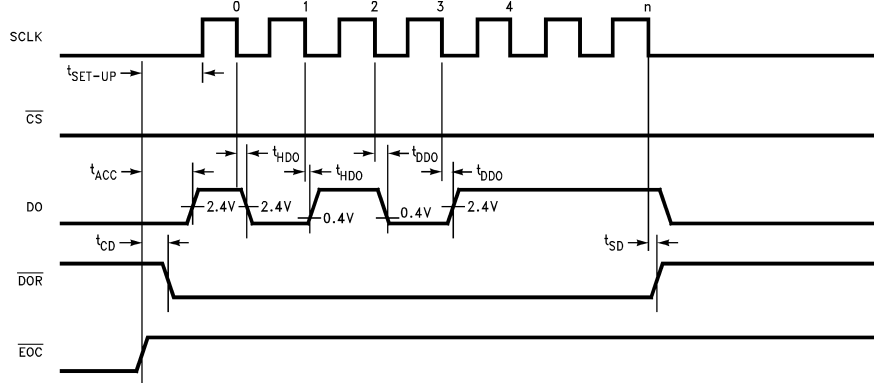 0 1 2 3 4 n
SCLK
tSET-UP
CS
tHDO tDDO
tACC tHDO tDDO
DO 2.4V 2.4V 0.4V 0.4V 2.4V
tCD tSD
DOR
EOC